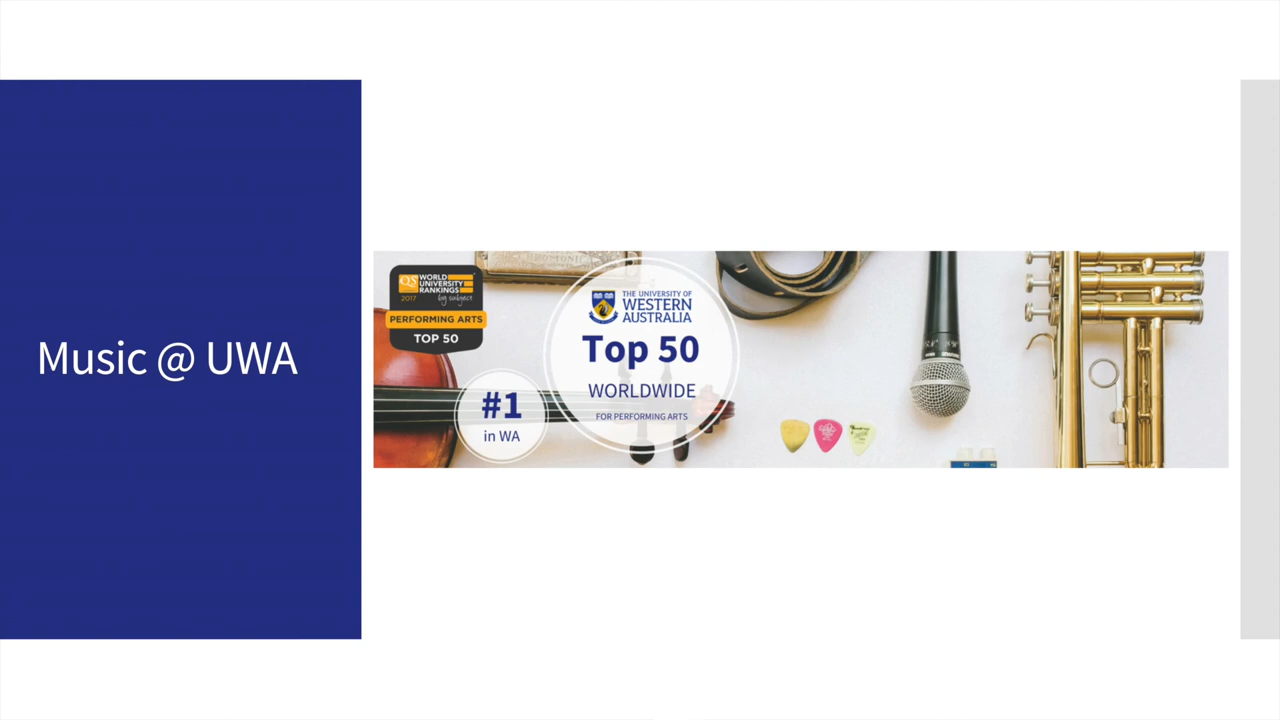 Music @ UWA
QS
WORLD
UNIVERSITY
RANKINGS
2017
by subject
PERFORMING ARTS
TOP 50
#1
in WA
THE UNIVERSITY OF
WESTERN
AUSTRALIA
Top 50
WORLDWIDE
FOR PERFORMING ARTS